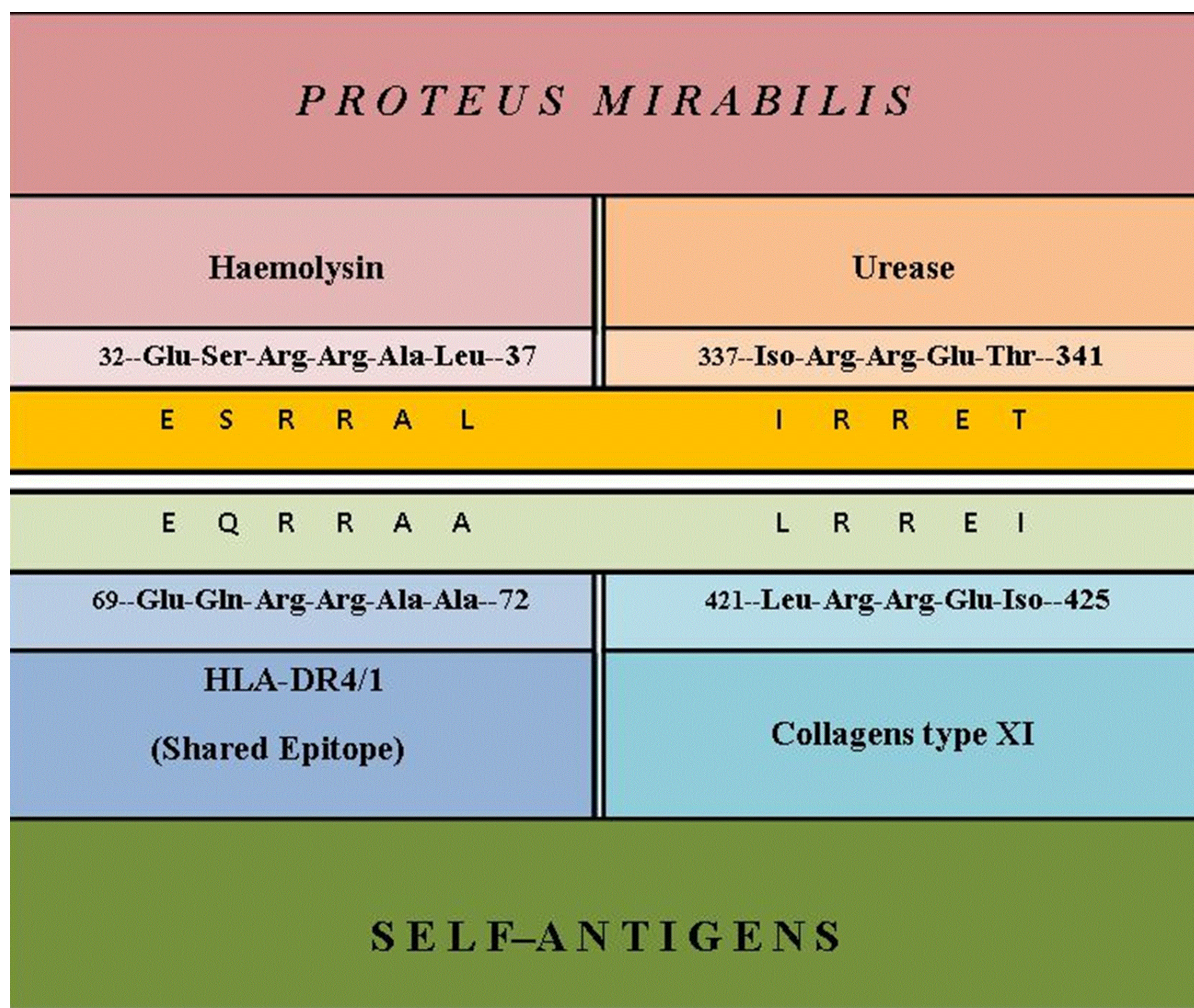 PROTEUS MIRABILIS
Haemolysin
Urease
32--Glu-Ser-Arg-Arg-Ala-Leu--37
337--Iso-Arg-Arg-Glu-Thr--341
E S R R A L
I R R E T
E Q R R A A
L R R E I
69--Glu-Gln-Arg-Arg-Ala-Ala--72
421--Leu-Arg-Arg-Glu-Iso--425
HLA-DR4/1
(Shared Epitope)
Collagens type XI
SELF–ANTIGENS